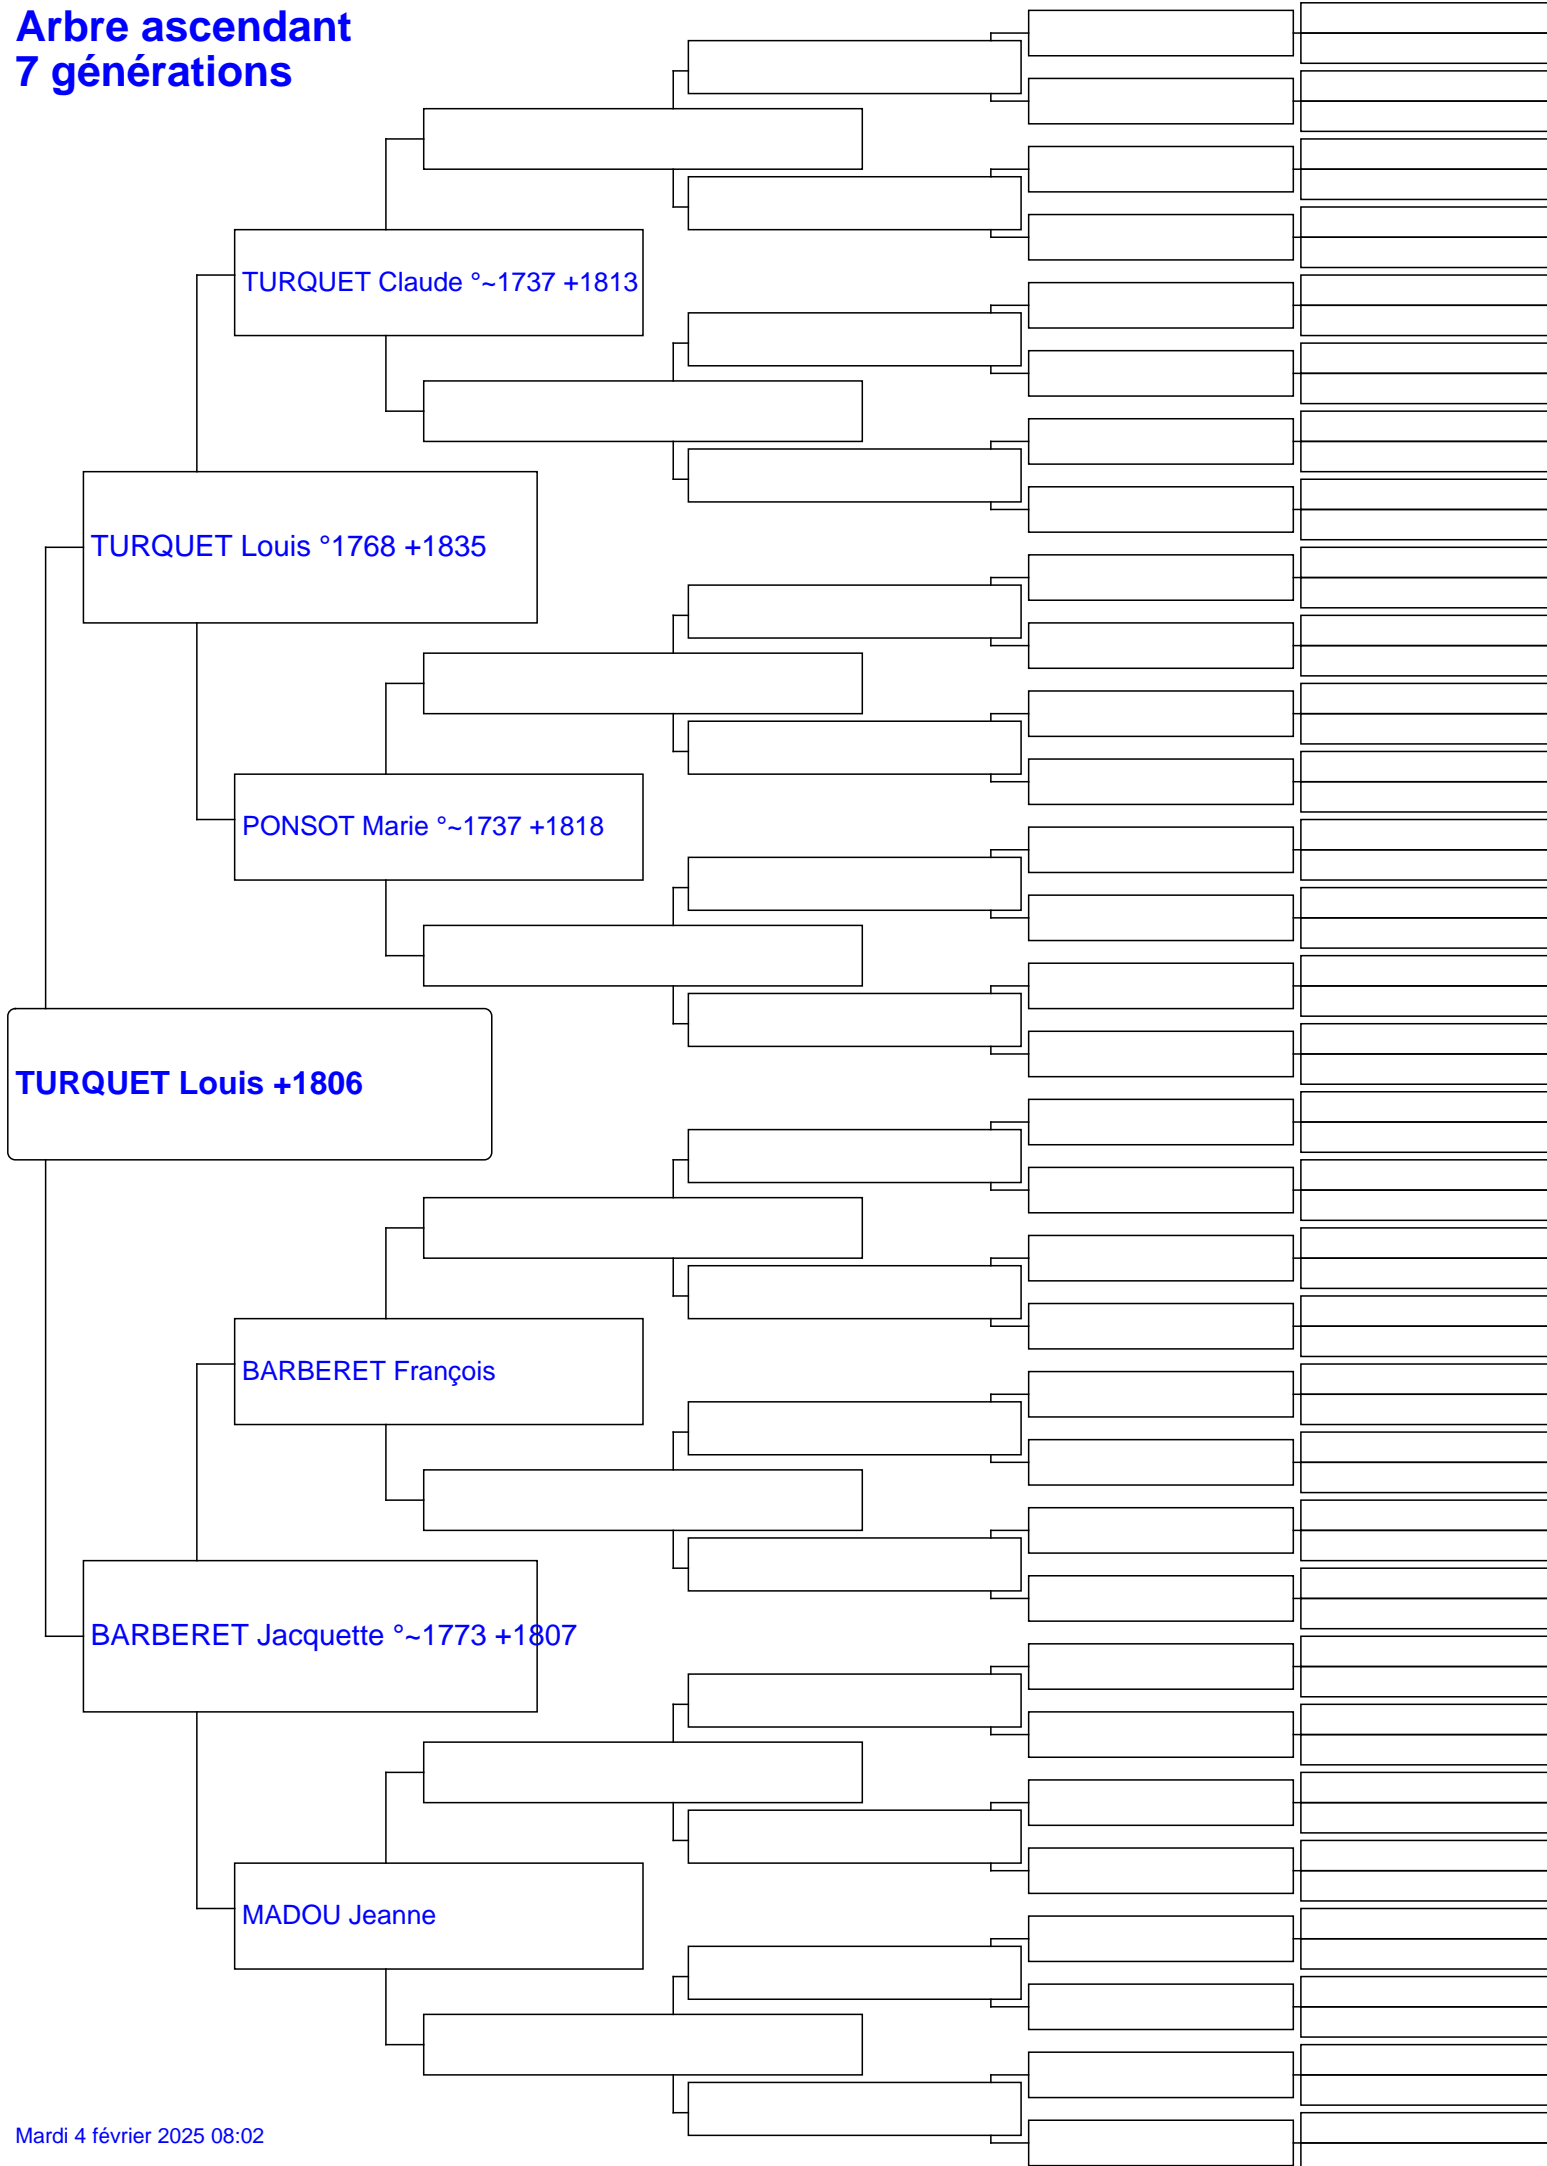 Arbre ascendant
7 générations
TURQUET Claude °~1737 +1813
TURQUET Louis °1768 +1835
PONSOT Marie °~1737 +1818
TURQUET Louis +1806
BARBERET François
BARBERET Jacquette °~1773 +1807
MADOU Jeanne
Mardi 4 février 2025 08:02